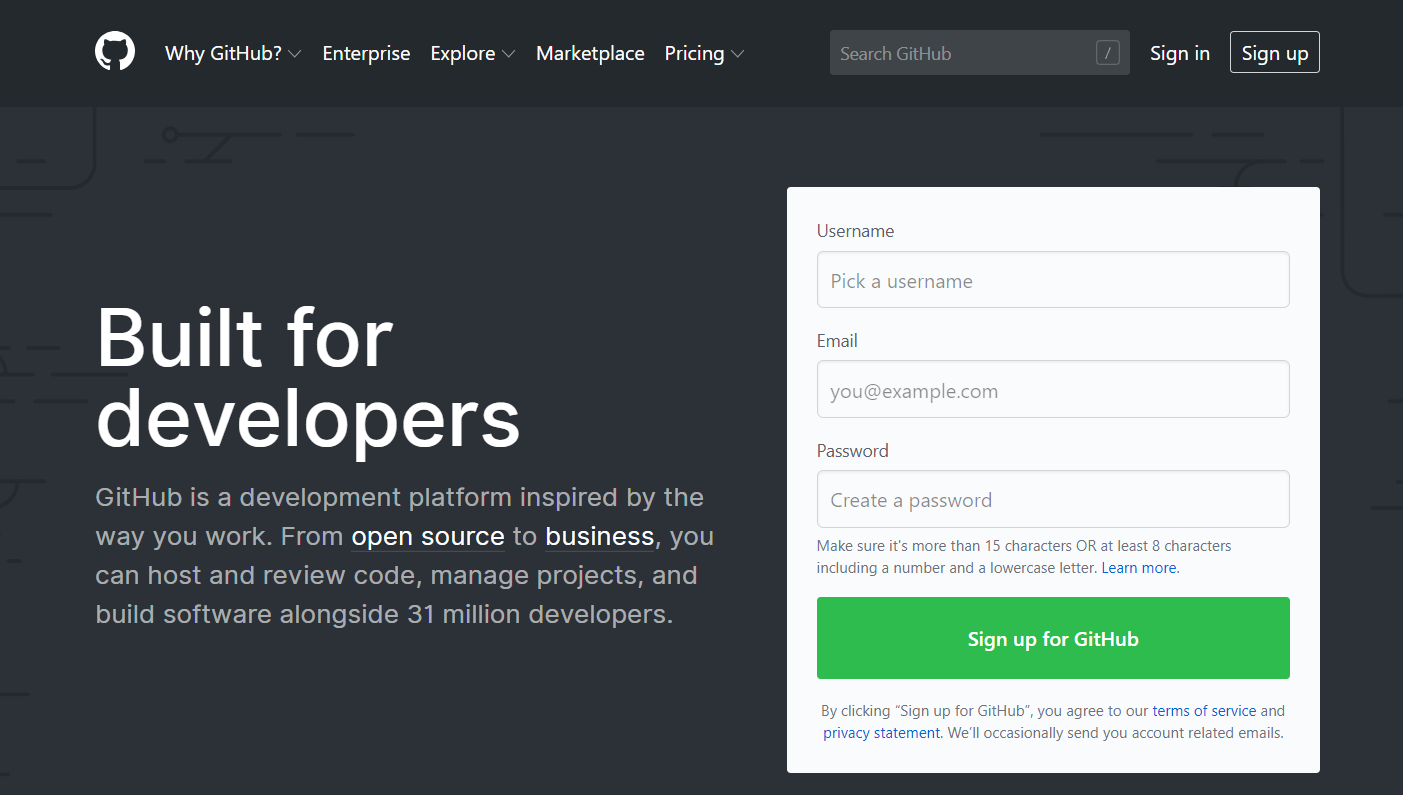 Why GitHub? Enterprise Explore Marketplace Pricing Search GitHub / Sign in Sign up
Built for
developers
GitHub is a development platform inspired by the
way you work. From open source to business, you
can host and review code, manage projects, and
build software alongside 31 million developers.
Username
Pick a username
Email
you@example.com
Password
Create a password
Make sure it's more than 15 characters OR at least 8 characters
including a number and a lowercase letter. Learn more.
Sign up for GitHub
By clicking “Sign up for GitHub”, you agree to our terms of service and
privacy statement. We’ll occasionally send you account related emails.